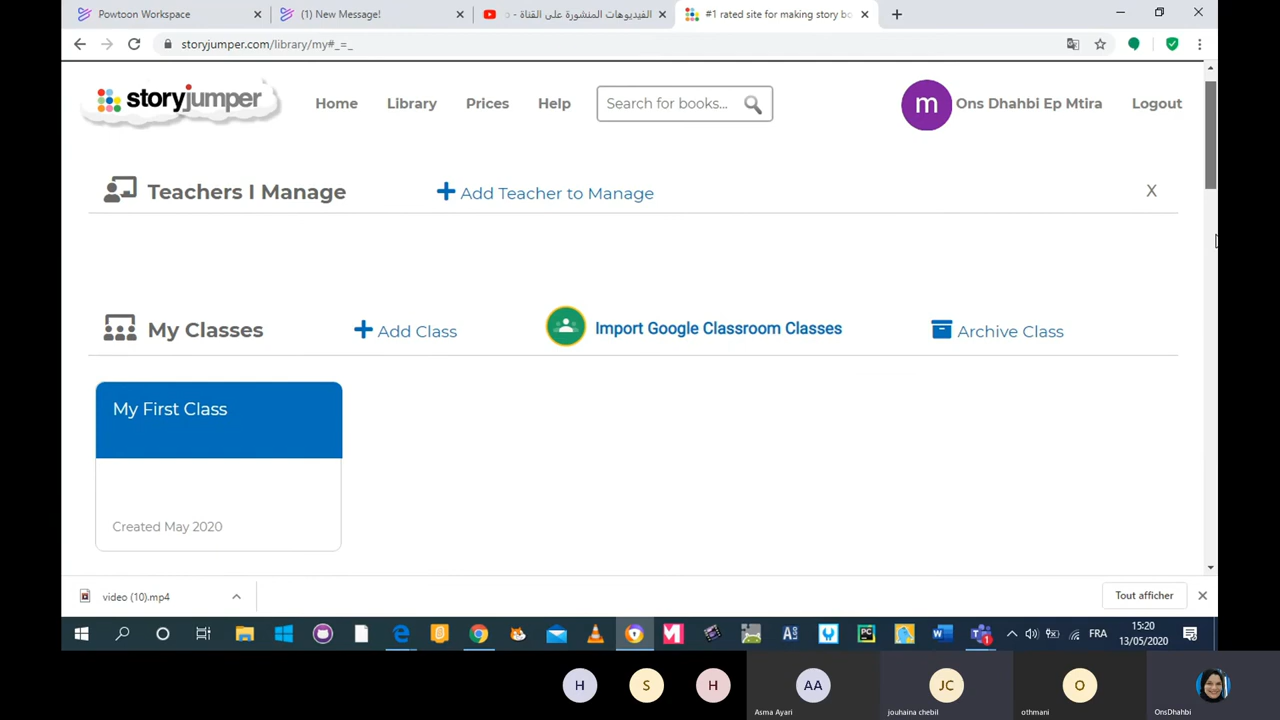 Powtoon Workspace
(1) New Message!
الفيديوهات المنشورة على القناة - o
#1 rated site for making story bo
storyjumper.com/library/my#_=_
storyjumper
Home
Library
Prices
Help
Search for books...
m
Ons Dhahbi Ep Mtira
Logout
Teachers I Manage
Add Teacher to Manage
X
My Classes
Add Class
Import Google Classroom Classes
Archive Class
My First Class
Created May 2020
video (10).mp4
Tout afficher
FRA
15:20
13/05/2020
H
S
H
AA
Asma Ayari
JC
jouhaina chebil
O
othmani
OnsDhahbi